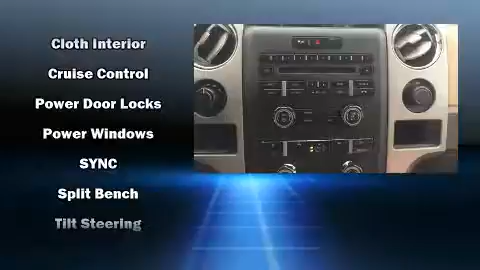 Cloth Interior
Cruise Control
Power Door Locks
Power Windows
SYNC
Split Bench
Tilt Steering